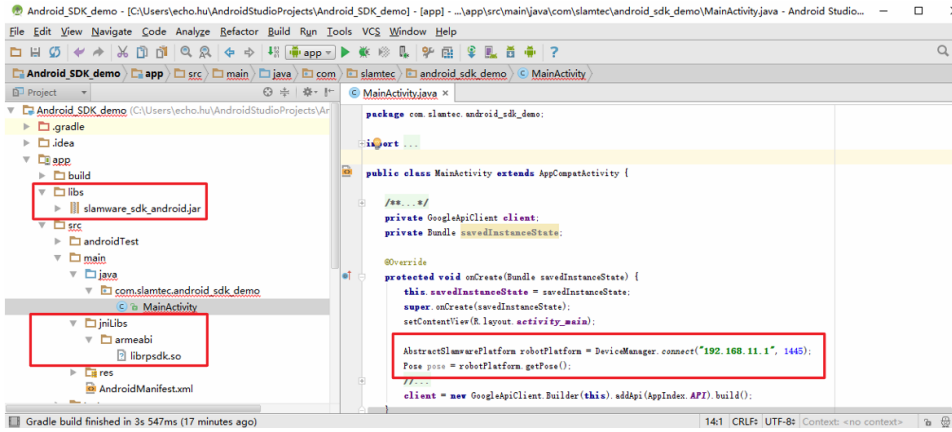 Android_SDK_demo - [C:\Users\echo.hu\AndroidStudioProjects\Android_SDK_demo] - [app] - ...\app\src\main\java\com\slamtec\android_sdk_demo\MainActivity.java - Android Studio...
File Edit View Navigate Code Analyze Refactor Build Run Tools VCS Window Help
app
Android_SDK_demo app src main java com slamtec android_sdk_demo MainActivity
Project
MainActivity.java
Android_SDK_demo (C:\Users\echo.hu\AndroidStudioProjects\Ar
.gradle
.idea
app
build
libs
slamware_sdk_android.jar
src
androidTest
main
java
com.slamtec.android_sdk_demo
MainActivity
jniLibs
armeabi
librpsdk.so
res
AndroidManifest.xml
package com.slamtec.android_sdk_demo;
import ...
public class MainActivity extends AppCompatActivity {
/**...*/
private GoogleApiClient client;
private Bundle savedInstanceState;
@Override
protected void onCreate(Bundle savedInstanceState) {
this.savedInstanceState = savedInstanceState;
super.onCreate(savedInstanceState);
setContentView(R.layout.activity_main);
AbstractSlamwarePlatform robotPlatform = DeviceManager.connect("192.168.11.1", 1445);
Pose pose = robotPlatform.getPose();
//...
client = new GoogleApiClient.Builder(this).addApi(AppIndex.API).build();
}
Gradle build finished in 3s 547ms (17 minutes ago)
14:1 CRLF UTF-8 Context: <no context>